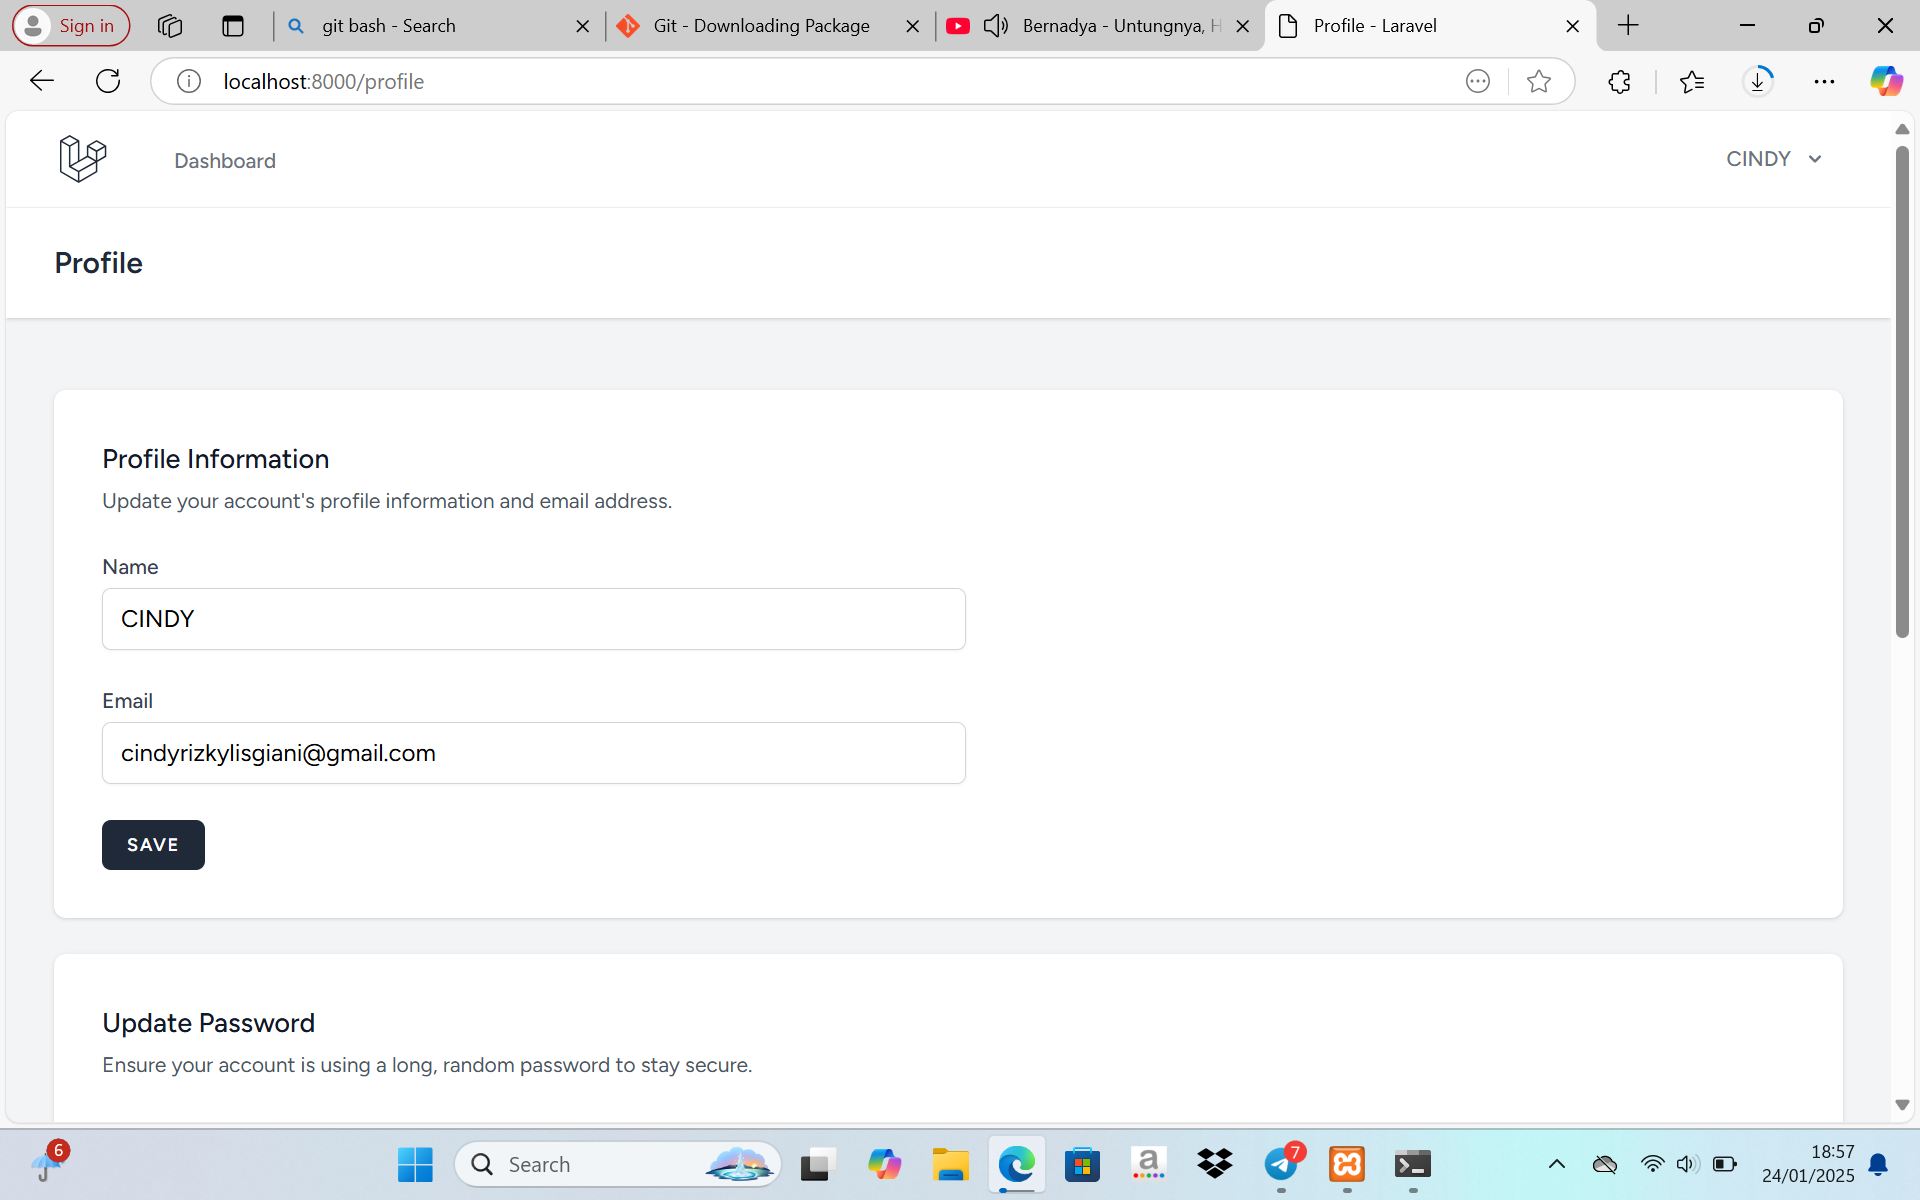 Sign in
git bash - Search
Git - Downloading Package
Bernadya - Untungnya, H
Profile - Laravel
localhost:8000/profile
Dashboard
CINDY
Profile
Profile Information
Update your account's profile information and email address.
Name
CINDY
Email
cindyrizkylisgiani@gmail.com
SAVE
Update Password
Ensure your account is using a long, random password to stay secure.
6
Search
a
7
18:57
24/01/2025